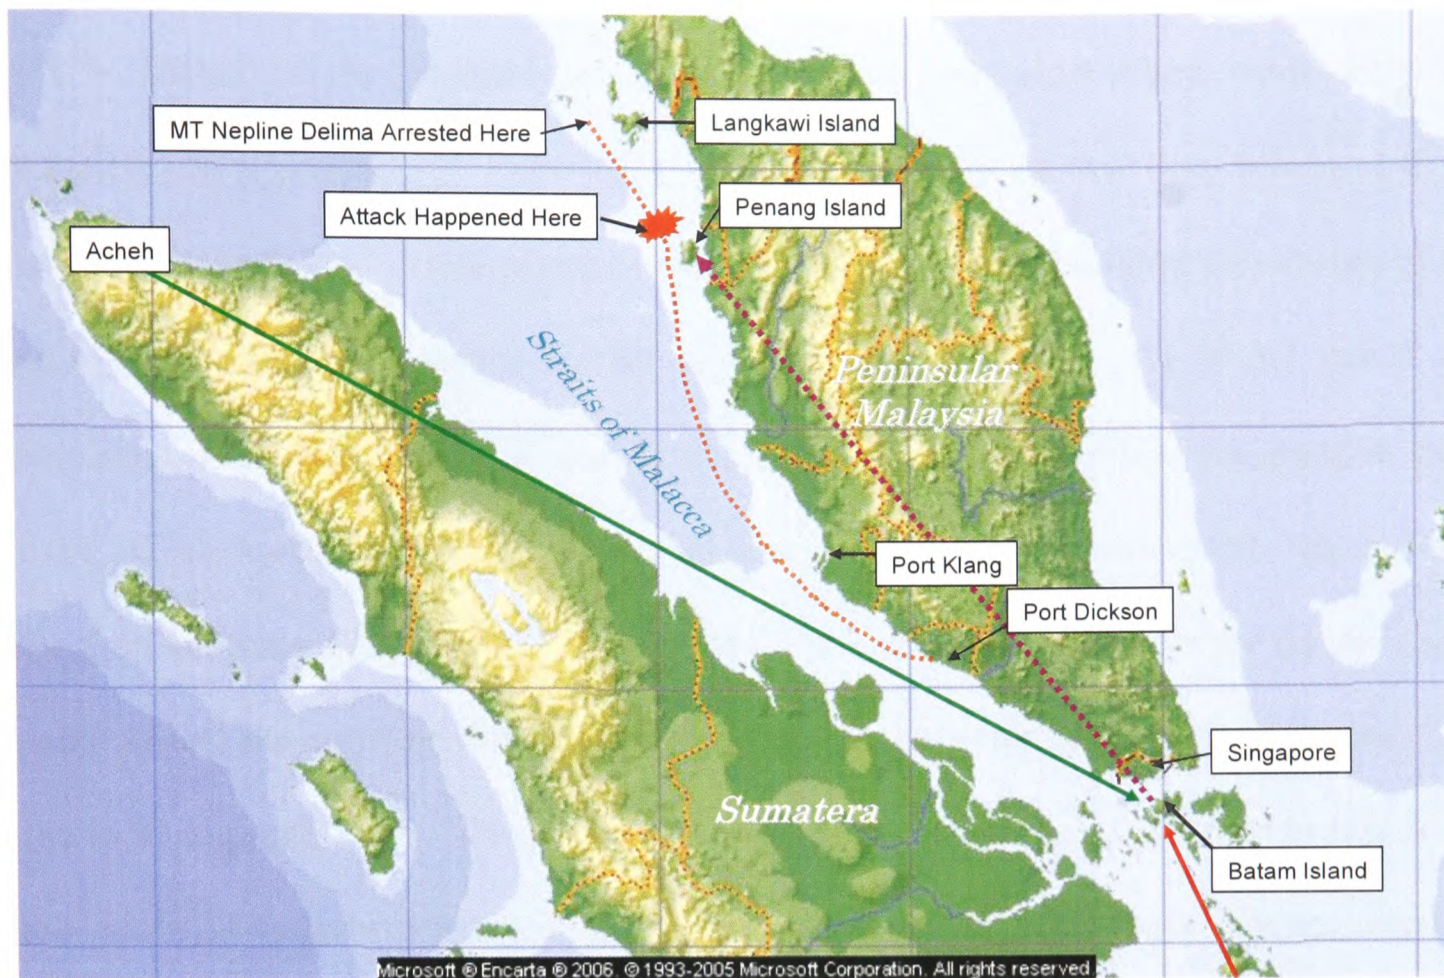 MT Nepline Delima Arrested Here
Langkawi Island
Attack Happened Here
Penang Island
Acheh
Straits of Malacca
Peninsular
Malaysia
Port Klang
Port Dickson
Singapore
Sumatera
Batam Island
Microsoft ® Encarta ® 2006. © 1993-2005 Microsoft Corporation. All rights reserved.